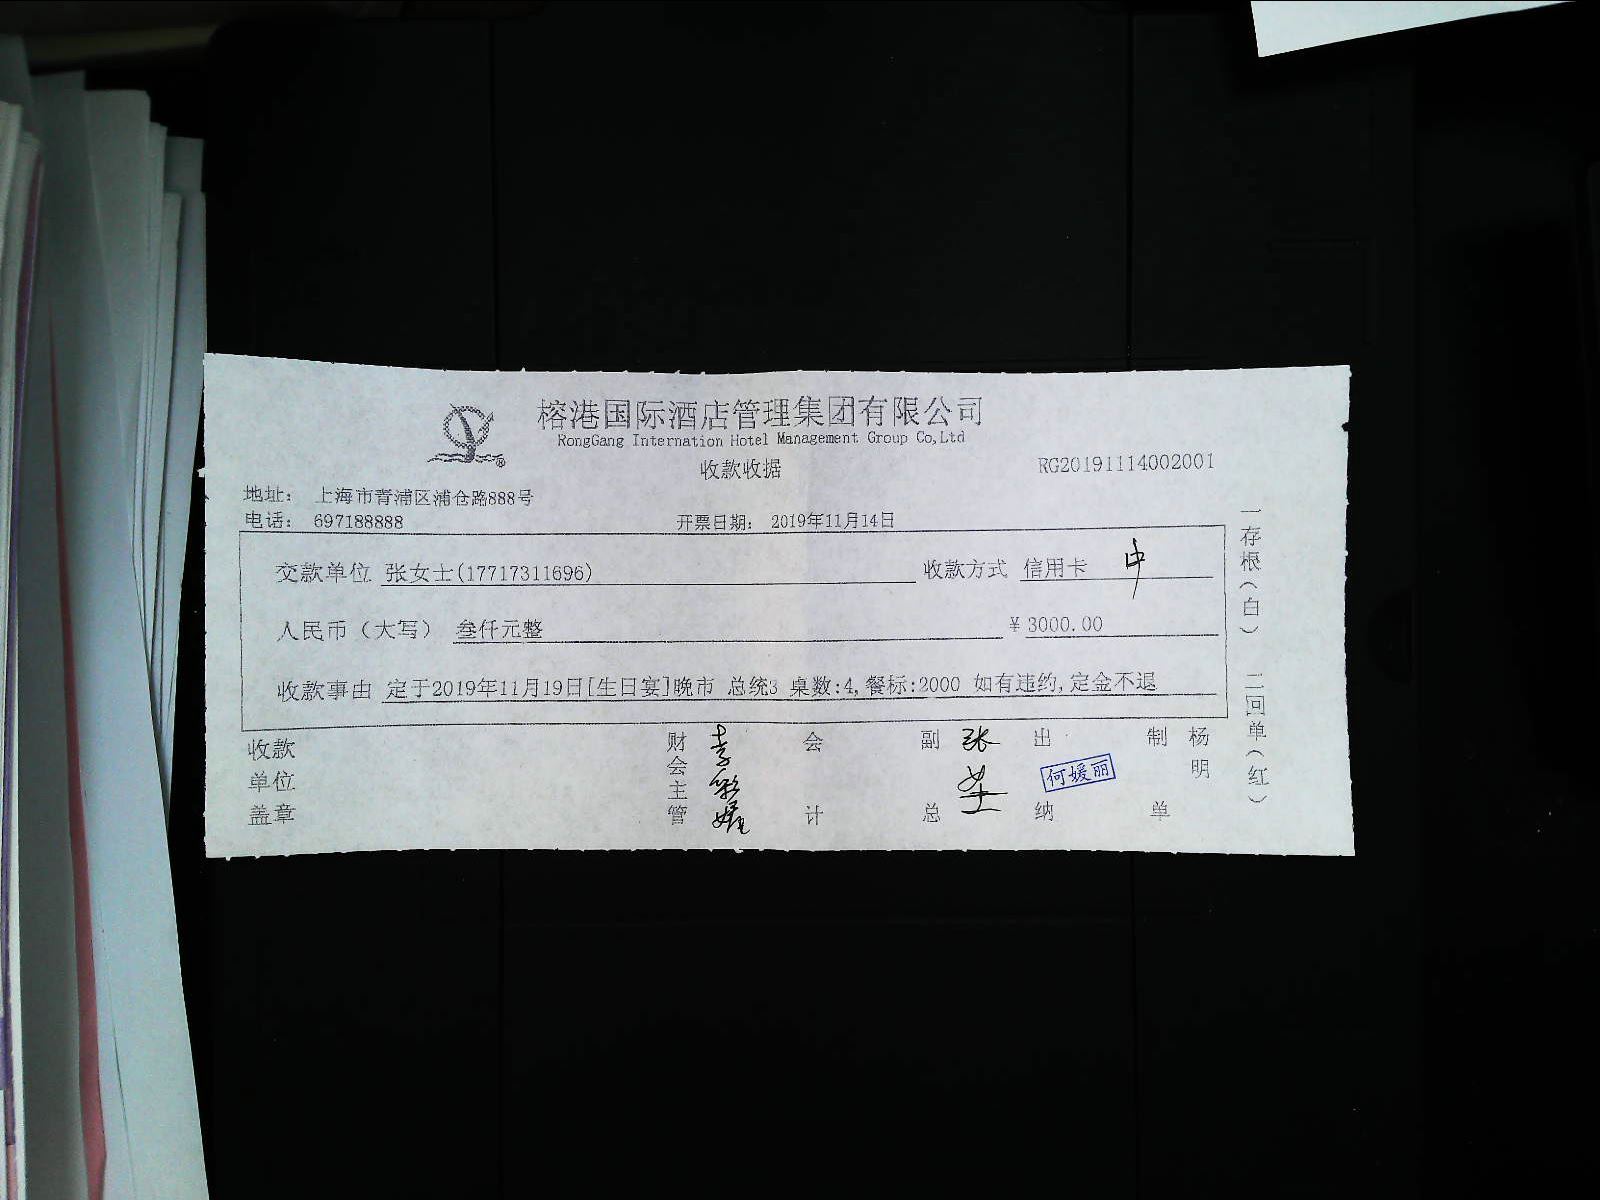 榕港国际酒店管理集团有限公司
RongGang Internation Hotel Management Group Co,Ltd
收款收据
RG20191114002001
地址： 上海市青浦区浦仓路888号
电话： 697188888
开票日期： 2019年11月14日
交款单位 张女士(17717311696) 收款方式 信用卡 中
人民币（大写） 叁仟元整 ¥3000.00
收款事由 定于2019年11月19日[生日宴]晚市 总统3 桌数:4,餐标:2000 如有违约,定金不退
收款单位盖章
财会主管
会计
副总
张
出纳
何媛丽
制单
杨明
一存根（白） 二回单（红）